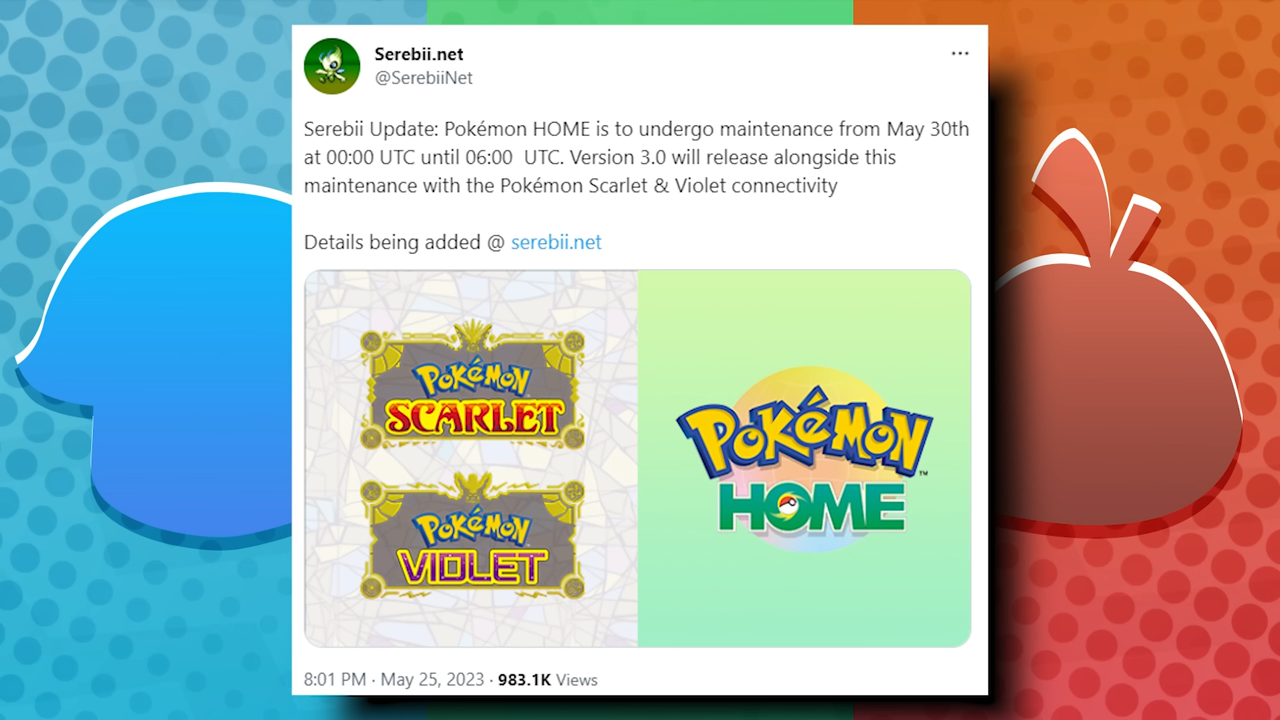 Serebii.net
@SerebiiNet
Serebii Update: Pokémon HOME is to undergo maintenance from May 30th
at 00:00 UTC until 06:00  UTC. Version 3.0 will release alongside this
maintenance with the Pokémon Scarlet & Violet connectivity
Details being added @ serebii.net
POKéMON
SCARLET
POKéMON
VIOLET
POKéMON™
HOME
8:01 PM · May 25, 2023 · 983.1K Views